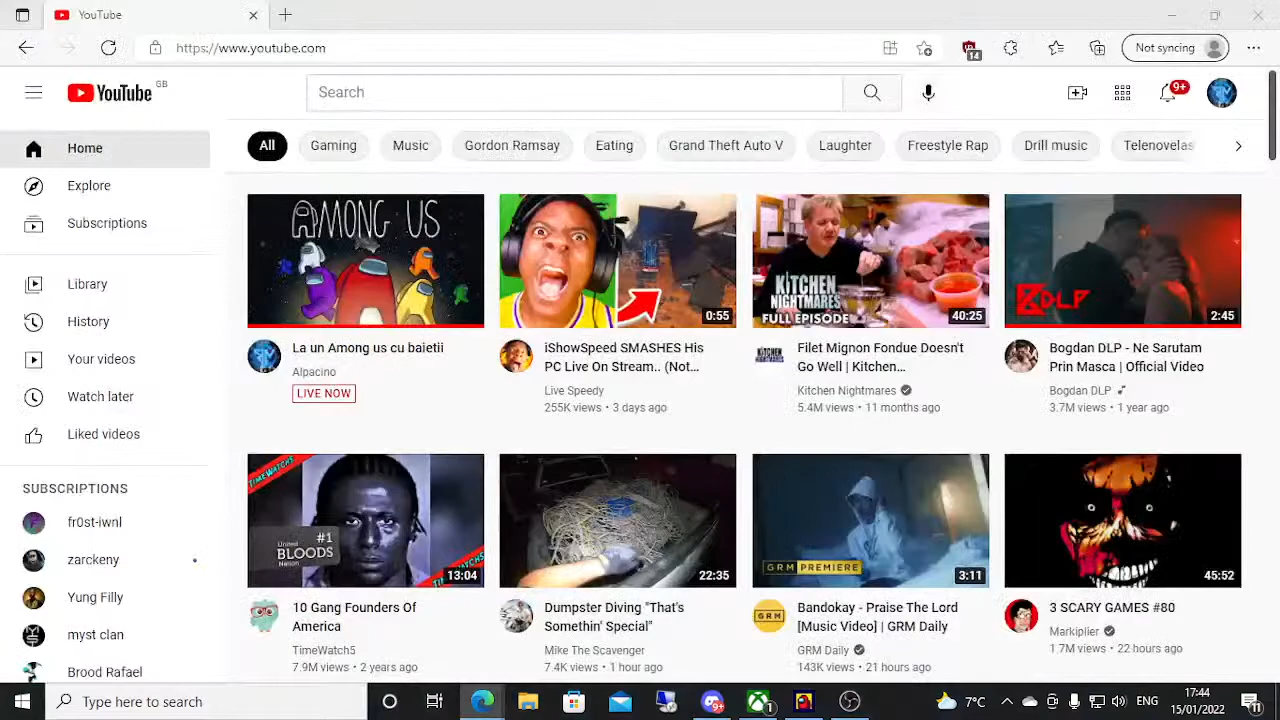 YouTube
https://www.youtube.com
14
Not syncing
YouTube GB
Search
9+
Home
Explore
Subscriptions
Library
History
Your videos
Watch later
Liked videos
SUBSCRIPTIONS
fr0st-iwnl
zarckeny
Yung Filly
myst clan
Brood Rafael
All
Gaming
Music
Gordon Ramsay
Eating
Grand Theft Auto V
Laughter
Freestyle Rap
Drill music
Telenovelas
AMONG US
La un Among us cu baietii
Alpacino
LIVE NOW
0:55
iShowSpeed SMASHES His
PC Live On Stream.. (Not...
Live Speedy
255K views • 3 days ago
KITCHEN
NIGHTMARES
FULL EPISODE
40:25
Filet Mignon Fondue Doesn't
Go Well | Kitchen...
Kitchen Nightmares
5.4M views • 11 months ago
DLP
2:45
Bogdan DLP - Ne Sarutam
Prin Masca | Official Video
Bogdan DLP
3.7M views • 1 year ago
TIMEWATCH5
#1
United
BLOODS
Nation
13:04
10 Gang Founders Of
America
TimeWatch5
7.9M views • 2 years ago
22:35
Dumpster Diving "That's
Somethin' Special"
Mike The Scavenger
7.4K views • 1 hour ago
GRM PREMIERE
3:11
GRM
Bandokay - Praise The Lord
[Music Video] | GRM Daily
GRM Daily
143K views • 21 hours ago
45:52
3 SCARY GAMES #80
Markiplier
1.7M views • 22 hours ago
Type here to search
9+
1
7°C
ENG
17:44
15/01/2022
11